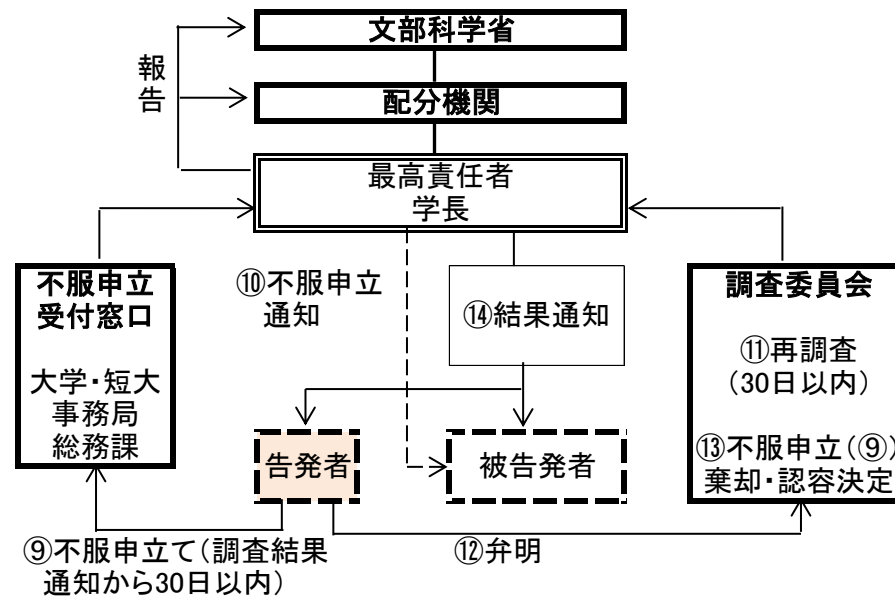 文部科学省
報告
配分機関
最高責任者
学長
不服申立
受付窓口
大学・短大
事務局
総務課
⑩不服申立
通知
⑭結果通知
調査委員会
⑪再調査
（30日以内）
⑬不服申立（⑨）
棄却・認容決定
告発者
被告発者
⑨不服申立て（調査結果
通知から30日以内）
⑫弁明